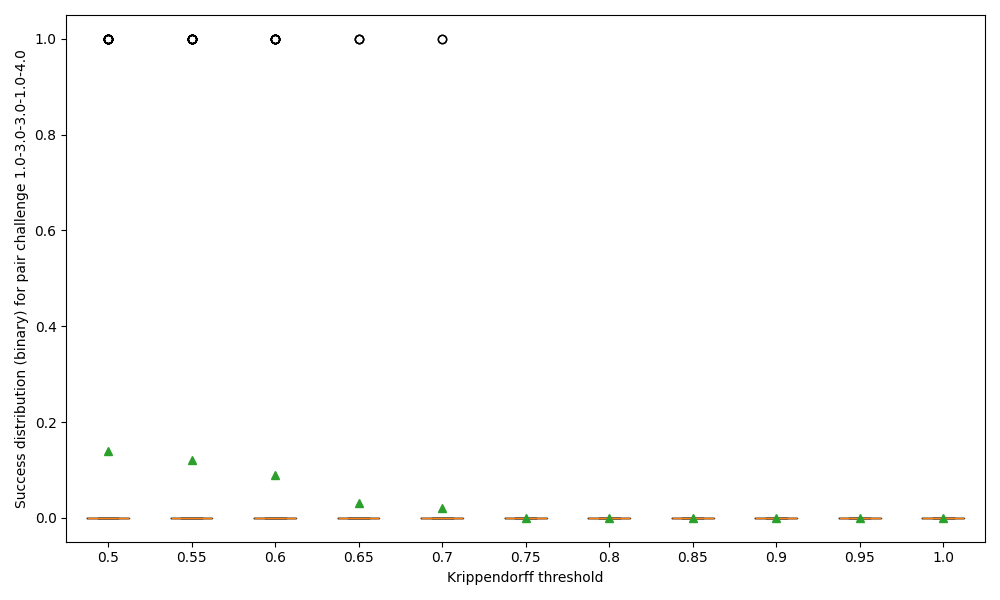 Success distribution (binary) for pair challenge 1.0-3.0-3.0-1.0-4.0
1.0
0.8
0.6
0.4
0.2
0.0
0.5 0.55 0.6 0.65 0.7 0.75 0.8 0.85 0.9 0.95 1.0
Krippendorff threshold